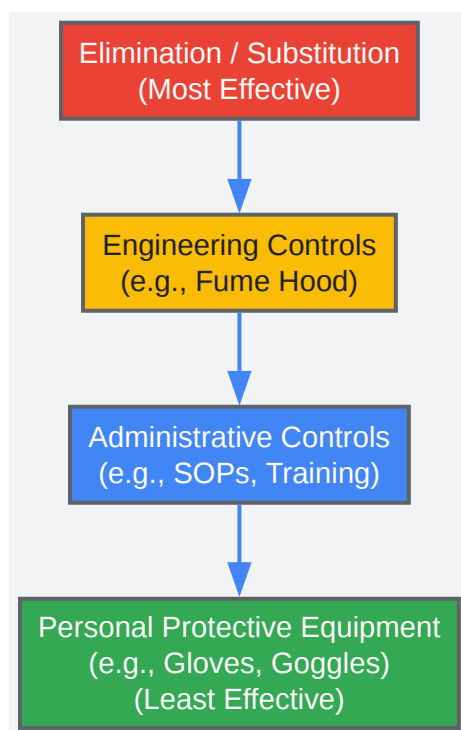 Elimination / Substitution
(Most Effective)
Engineering Controls
(e.g., Fume Hood)
Administrative Controls
(e.g., SOPs, Training)
Personal Protective Equipment
(e.g., Gloves, Goggles)
(Least Effective)